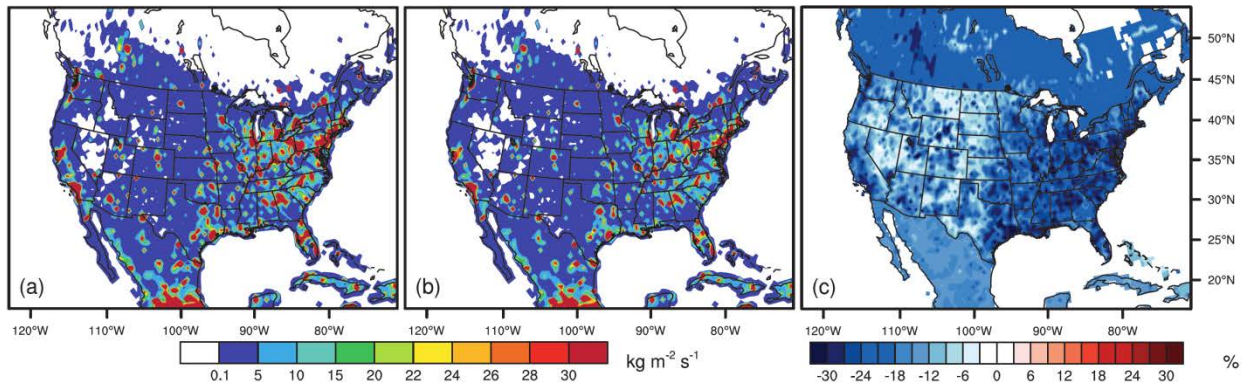 (a)
(b)
(c)
50°N
45°N
40°N
35°N
30°N
25°N
20°N
120°W 110°W 100°W 90°W 80°W
120°W 110°W 100°W 90°W 80°W
120°W 110°W 100°W 90°W 80°W
0.1 5 10 15 20 22 24 26 28 30
kg m⁻² s⁻¹
-30 -24 -18 -12 -6 0 6 12 18 24 30
%